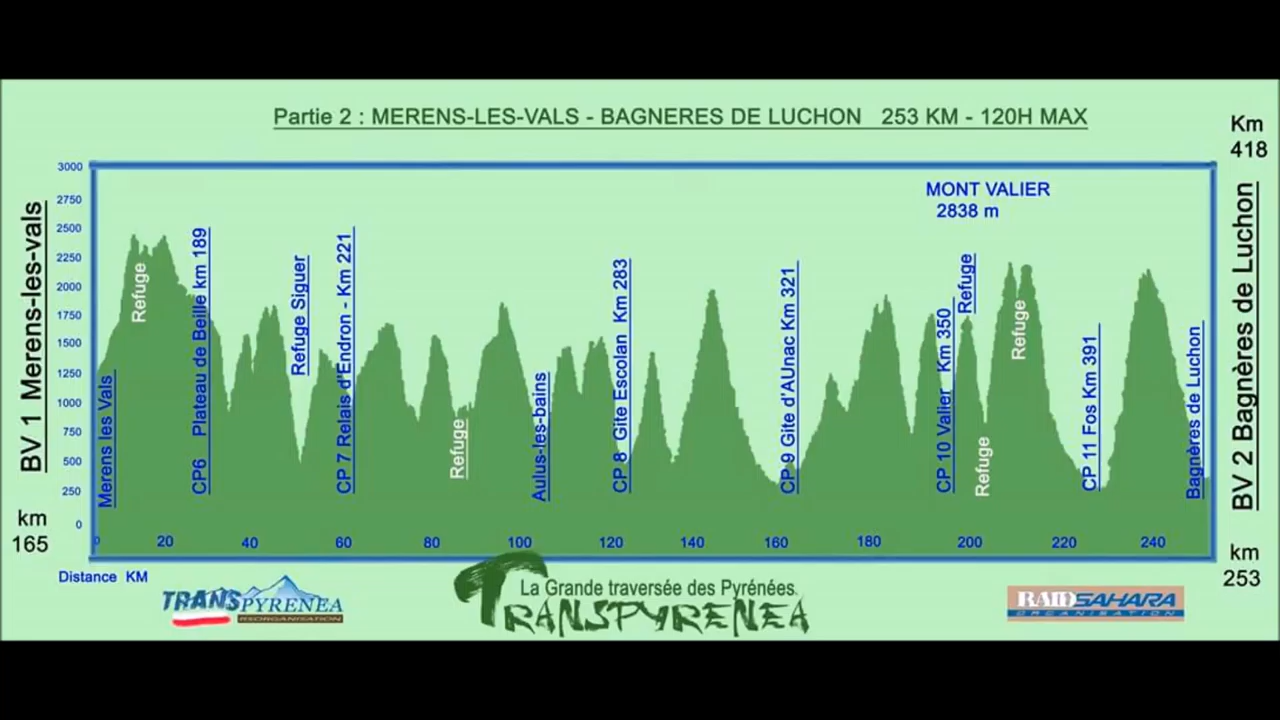 Partie 2 : MERENS-LES-VALS - BAGNERES DE LUCHON 253 KM - 120H MAX
Km
418
MONT VALIER
2838 m
3000
2750
2500
2250
2000
1750
1500
1250
1000
750
500
250
0
BV 1 Merens-les-vals
km
165
Merens les Vals
Refuge
CP6 Plateau de Beille km 189
Refuge Siguer
CP 7 Relais d'Endron - Km 221
Refuge
Aulus-les-bains
CP 8 Gite Escolan Km 283
CP 9 Gite d'AUnac Km 321
CP 10 Valier Km 350
Refuge
Refuge
Refuge
CP 11 Fos Km 391
Bagnères de Luchon
BV 2 Bagnères de Luchon
km
253
0 20 40 60 80 100 120 140 160 180 200 220 240
Distance KM
TRANSPYRENEA
REORGANISATION
La Grande traversée des Pyrénées.
TRANSPYRENEA
RAID SAHARA
ORGANISATION